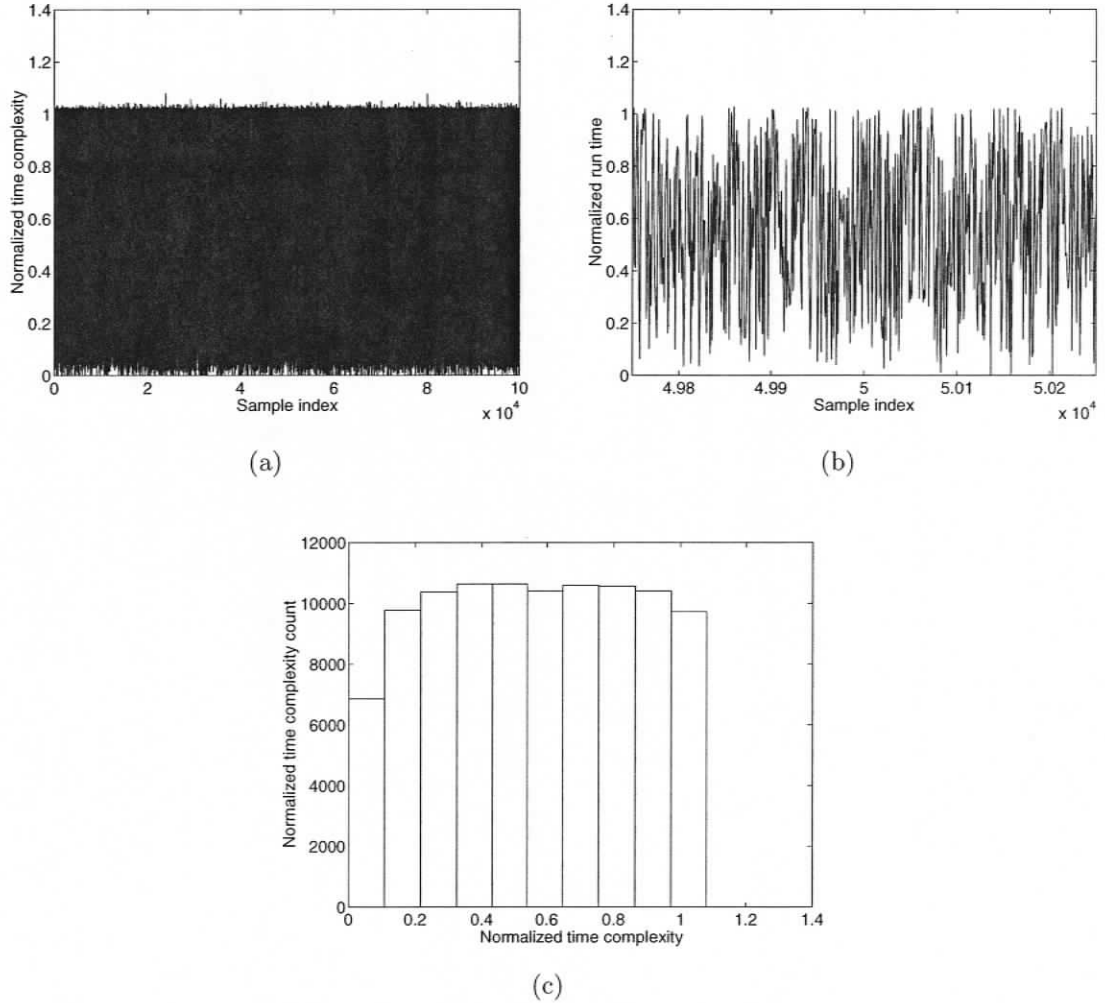 1.4
1.2
1
0.8
0.6
0.4
0.2
0
Normalized time complexity
0 2 4 6 8 10
Sample index
x 10^4
(a)
1.4
1.2
1
0.8
0.6
0.4
0.2
0
Normalized run time
4.98 4.99 5 5.01 5.02
Sample index
x 10^4
(b)
12000
10000
8000
6000
4000
2000
0
Normalized time complexity count
0 0.2 0.4 0.6 0.8 1 1.2 1.4
Normalized time complexity
(c)